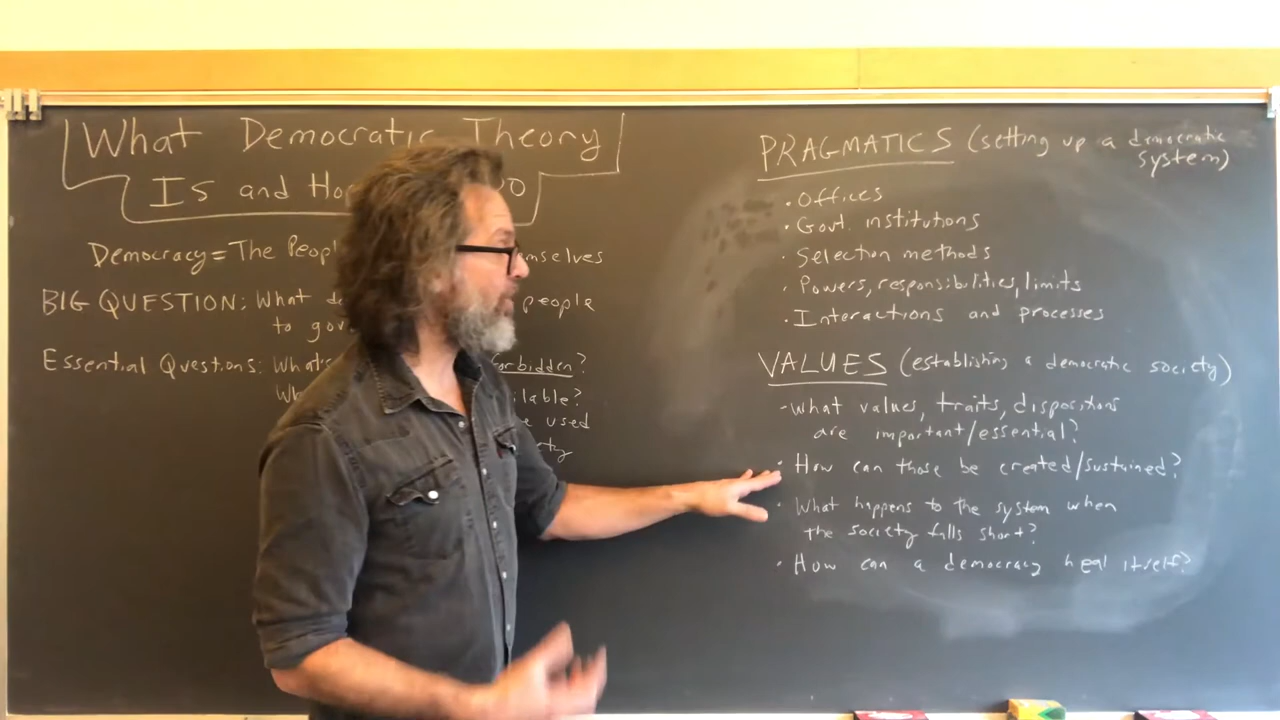 What Democratic Theory
Is and Ho
Democracy = The Peopl mselves
BIG QUESTION: What de people
to gov
Essential Questions: What's forbidden?
Wh ilable?
e used
ty
PRAGMATICS (setting up a democratic
system)
• Offices
• Govt. institutions
• Selection methods
• Powers, responsibilities, limits
• Interactions and processes
VALUES (establishing a democratic society)
- What values, traits, dispositions
are important/essential?
• How can those be created/sustained?
• What happens to the system when
the society falls short?
• How can a democracy heal itself?